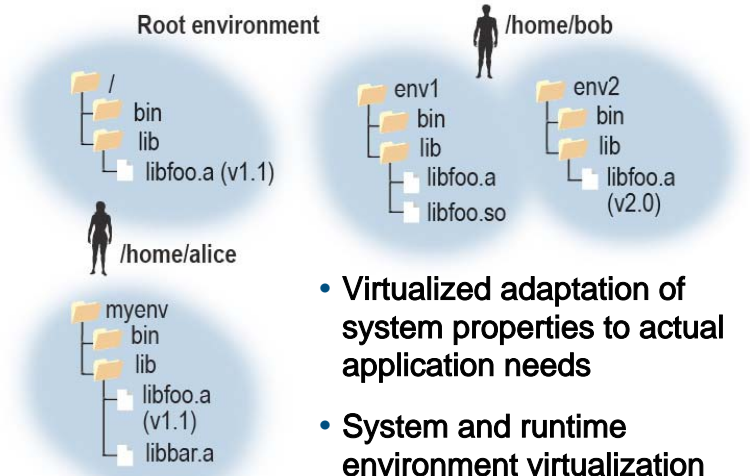 Root environment
/
bin
lib
libfoo.a (v1.1)
/home/bob
env1
bin
lib
libfoo.a
libfoo.so
env2
bin
lib
libfoo.a
(v2.0)
/home/alice
myenv
bin
lib
libfoo.a
(v1.1)
libbar.a
• Virtualized adaptation of
system properties to actual
application needs
• System and runtime
environment virtualization